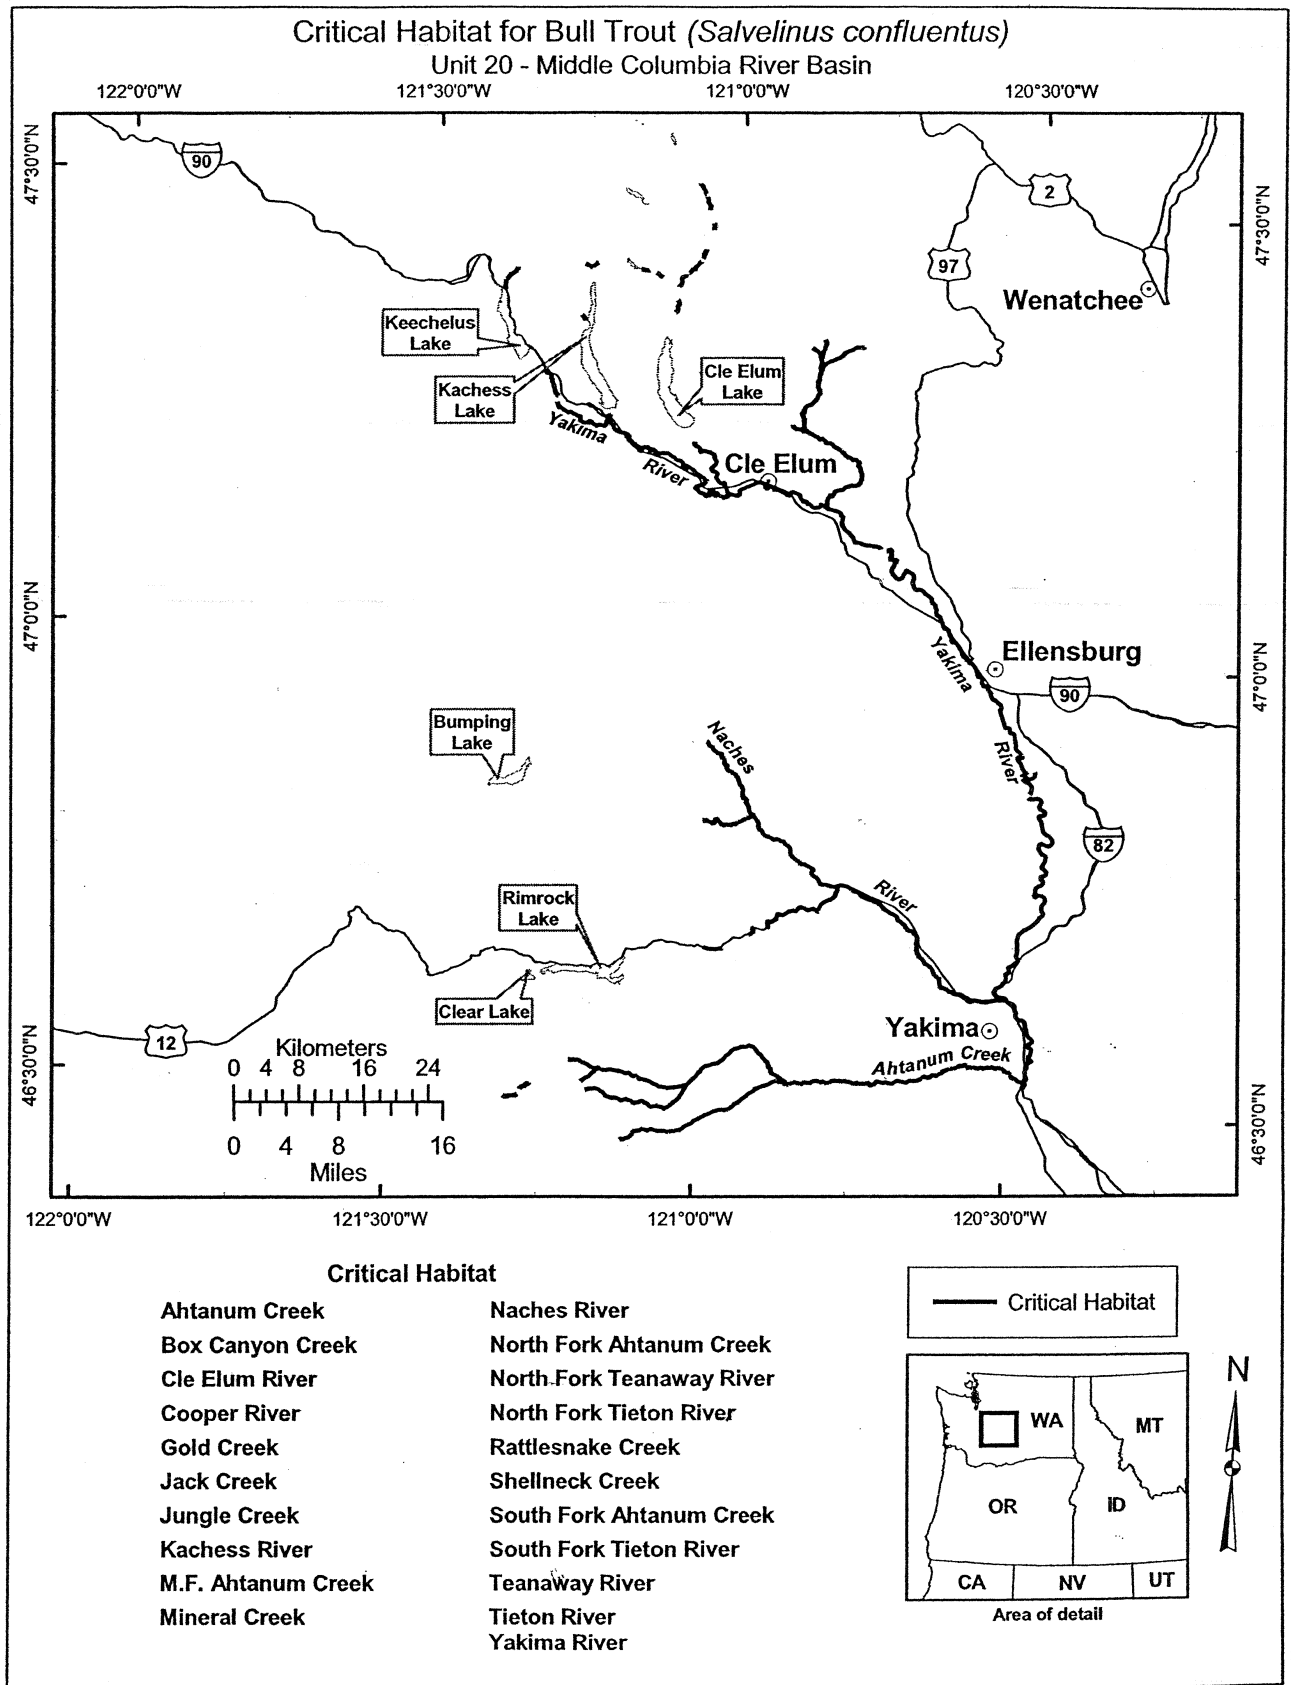 Critical Habitat for Bull Trout (Salvelinus confluentus)
Unit 20 - Middle Columbia River Basin
122°0'0"W 121°30'0"W 121°0'0"W 120°30'0"W
47°30'0"N
47°30'0"N
90
2
97
Wenatchee
Keechelus
Lake
Kachess
Lake
Cle Elum
Lake
Yakima
River
Cle Elum
47°0'0"N
47°0'0"N
Yakima
River
Ellensburg
90
Bumping
Lake
Naches
River
82
Rimrock
Lake
Clear Lake
12
Yakima
Ahtanum Creek
46°30'0"N
46°30'0"N
Kilometers
0 4 8 16 24
0 4 8 16
Miles
122°0'0"W 121°30'0"W 121°0'0"W 120°30'0"W
Critical Habitat
Ahtanum Creek
Box Canyon Creek
Cle Elum River
Cooper River
Gold Creek
Jack Creek
Jungle Creek
Kachess River
M.F. Ahtanum Creek
Mineral Creek
Naches River
North Fork Ahtanum Creek
North Fork Teanaway River
North Fork Tieton River
Rattlesnake Creek
Shellneck Creek
South Fork Ahtanum Creek
South Fork Tieton River
Teanaway River
Tieton River
Yakima River
Critical Habitat
WA
MT
OR
ID
CA
NV
UT
Area of detail
N